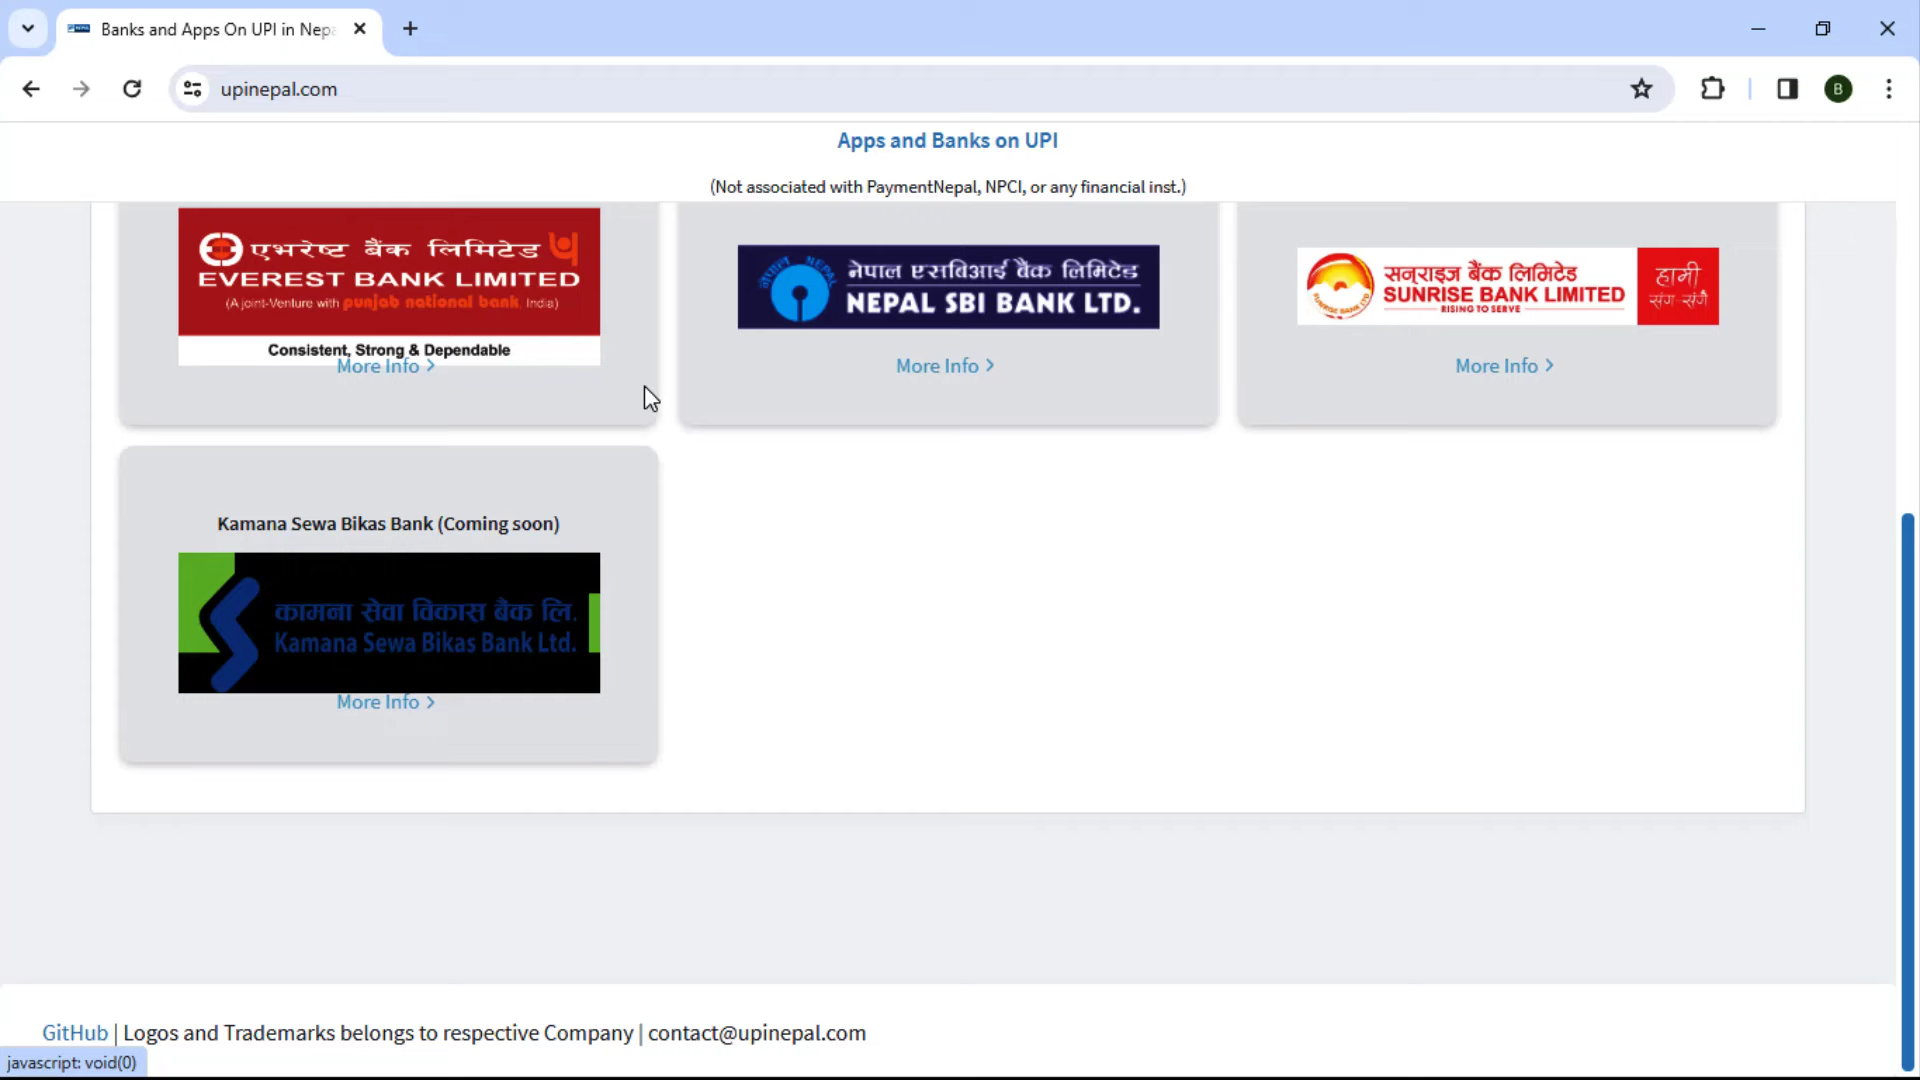 Banks and Apps On UPI in Nepa
upinepal.com
B
Apps and Banks on UPI
(Not associated with PaymentNepal, NPCI, or any financial inst.)
एभरेष्ट बैंक लिमिटेड
EVEREST BANK LIMITED
(A joint-Venture with punjab national bank, India)
Consistent, Strong & Dependable
More Info >
NEPAL
नेपाल एसबिआई बैंक लिमिटेड
NEPAL SBI BANK LTD.
More Info >
सनराइज बैंक लिमिटेड
SUNRISE BANK LIMITED
RISING TO SERVE
हामी
संग-संगै
More Info >
Kamana Sewa Bikas Bank (Coming soon)
कामना सेवा विकास बैंक लि.
Kamana Sewa Bikas Bank Ltd.
More Info >
GitHub | Logos and Trademarks belongs to respective Company | contact@upinepal.com
javascript: void(0)